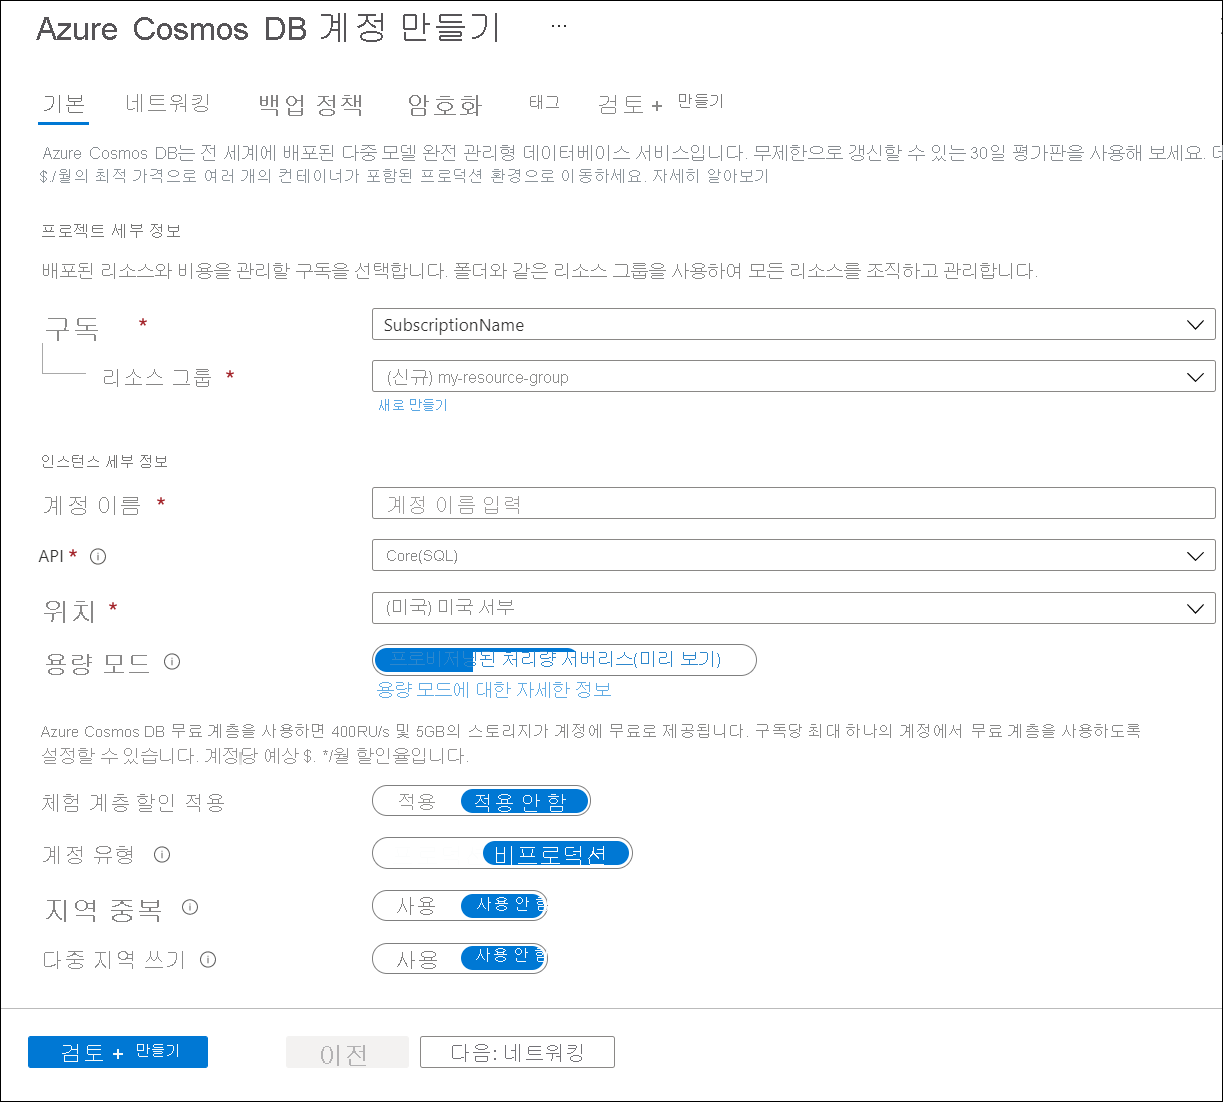 Azure Cosmos DB 계정 만들기 ...
기본 네트워킹 백업 정책 암호화 태그 검토 + 만들기
Azure Cosmos DB는 전 세계에 배포된 다중 모델 완전 관리형 데이터베이스 서비스입니다. 무제한으로 갱신할 수 있는 30일 평가판을 사용해 보세요.
$./월의 최적 가격으로 여러 개의 컨테이너가 포함된 프로덕션 환경으로 이동하세요. 자세히 알아보기
프로젝트 세부 정보
배포된 리소스와 비용을 관리할 구독을 선택합니다. 폴더와 같은 리소스 그룹을 사용하여 모든 리소스를 조직하고 관리합니다.
구독 * SubscriptionName
리소스 그룹 * (신규) my-resource-group
새로 만들기
인스턴스 세부 정보
계정 이름 * 계정 이름 입력
API * Core(SQL)
위치 * (미국) 미국 서부
용량 모드 프로비저닝된 처리량 서버리스(미리 보기)
용량 모드에 대한 자세한 정보
Azure Cosmos DB 무료 계층을 사용하면 400RU/s 및 5GB의 스토리지가 계정에 무료로 제공됩니다. 구독당 최대 하나의 계정에서 무료 계층을 사용하도록
설정할 수 있습니다. 계정당 예상 $. */월 할인율입니다.
체험 계층 할인 적용 적용 적용 안 함
계정 유형 비프로덕션
지역 중복 사용 사용 안 함
다중 지역 쓰기 사용 사용 안 함
검토 + 만들기 이전 다음: 네트워킹